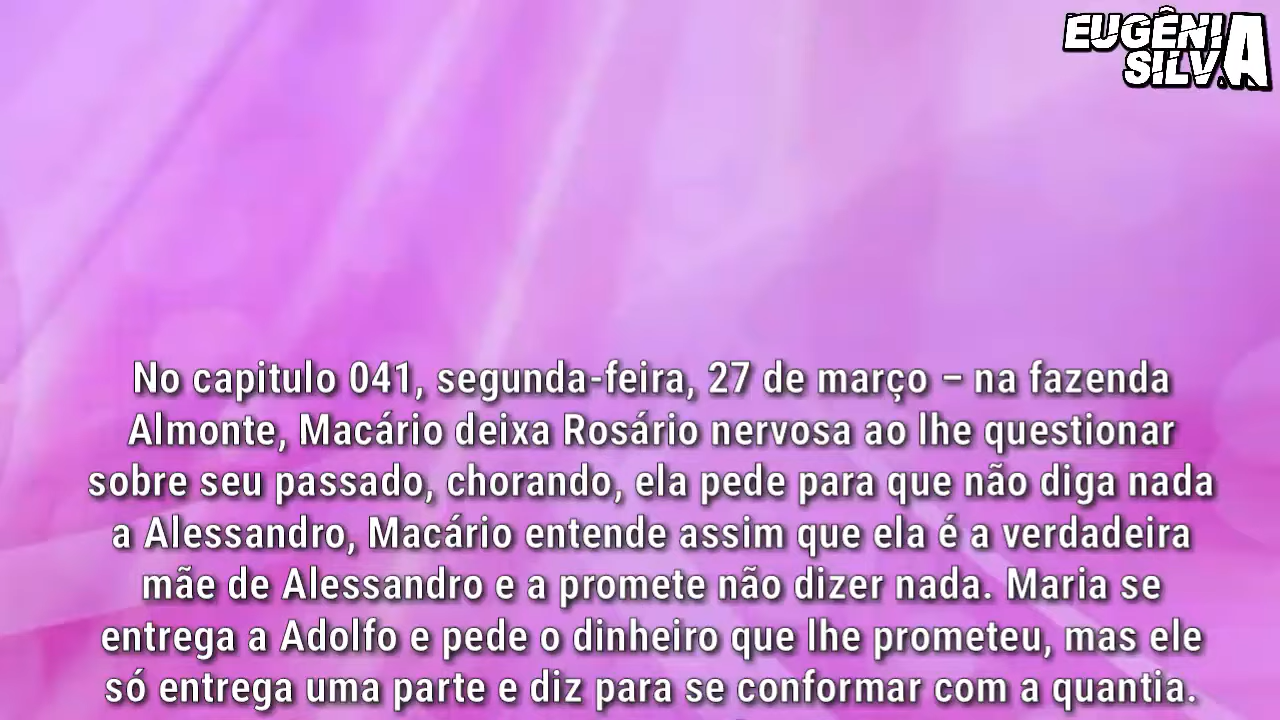 EUGÊNIA
SILVA
No capitulo 041, segunda-feira, 27 de março – na fazenda
Almonte, Macário deixa Rosário nervosa ao lhe questionar
sobre seu passado, chorando, ela pede para que não diga nada
a Alessandro, Macário entende assim que ela é a verdadeira
mãe de Alessandro e a promete não dizer nada. Maria se
entrega a Adolfo e pede o dinheiro que lhe prometeu, mas ele
só entrega uma parte e diz para se conformar com a quantia.